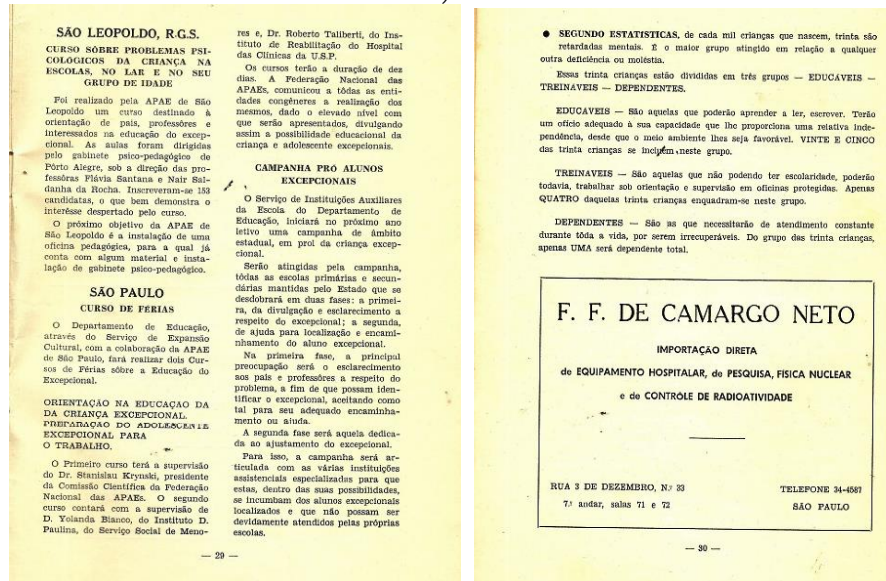 SÃO LEOPOLDO, R.G.S.
CURSO SÔBRE PROBLEMAS PSI-
COLÓGICOS DA CRIANÇA NA
ESCOLAS, NO LAR E NO SEU
GRUPO DE IDADE
Foi realizado pela APAE de São
Leopoldo um curso destinado à
orientação de pais, professôres e
interessados na educação do excep-
cional. As aulas foram dirigidas
pelo gabinete psico-pedagógico de
Pôrto Alegre, sob a direção das pro-
fessôras Flávia Santana e Nair Sal-
danha da Rocha. Inscreveram-se 153
candidatas, o que bem demonstra o
interêsse despertado pelo curso.
O próximo objetivo da APAE de
São Leopoldo é a instalação de uma
oficina pedagógica, para a qual já
conta com algum material e insta-
lação de gabinete psico-pedagógico.
SÃO PAULO
CURSO DE FÉRIAS
O Departamento de Educação,
através do Serviço de Expansão
Cultural, com a colaboração da APAE
de São Paulo, fará realizar dois Cur-
sos de Férias sôbre a Educação do
Excepcional.
ORIENTAÇÃO NA EDUCAÇAO DA
DA CRIANÇA EXCEPCIONAL.
PREPARAÇAO DO ADOLESCENTE
EXCEPCIONAL PARA
O TRABALHO.
O Primeiro curso terá a supervisão
do Dr. Stanislau Krynski, presidente
da Comissão Científica da Federação
Nacional das APAEs. O segundo
curso contará com a supervisão de
D. Yolanda Bianco, do Instituto D.
Paulina, do Serviço Social de Meno-
res e, Dr. Roberto Taliberti, do Ins-
tituto de Reabilitação do Hospital
das Clínicas da U.S.P.
Os cursos terão a duração de dez
dias. A Federação Nacional das
APAEs, comunicou a tôdas as enti-
dades congêneres a realização dos
mesmos, dado o elevado nível com
que serão apresentados, divulgando
assim a possibilidade educacional da
criança e adolescente excepcionais.
CAMPANHA PRÓ ALUNOS
EXCEPCIONAIS
O Serviço de Instituições Auxiliares
da Escola do Departamento de
Educação, iniciará no próximo ano
letivo uma campanha de âmbito
estadual, em prol da criança excep-
cional.
Serão atingidas pela campanha,
tôdas as escolas primárias e secun-
dárias mantidas pelo Estado que se
desdobrará em duas fases: a primei-
ra, da divulgação e esclarecimento a
respeito do excepcional; a segunda,
de ajuda para localização e encami-
nhamento do aluno excepcional.
Na primeira fase, a principal
preocupação será o esclarecimento
aos pais e professôres a respeito do
problema, a fim de que possam iden-
tificar o excepcional, aceitando como
tal para seu adequado encaminha-
mento ou ajuda.
A segunda fase será aquela dedica-
da ao ajustamento do excepcional.
Para isso, a campanha será ar-
ticulada com as várias instituições
assistenciais especializadas para que
estas, dentro das suas possibilidades,
se incumbam dos alunos excepcionais
localizados e que não possam ser
devidamente atendidos pelas próprias
escolas.
— 29 —
● SEGUNDO ESTATISTICAS, de cada mil crianças que nascem, trinta são
retardadas mentais. É o maior grupo atingido em relação a qualquer
outra deficiência ou moléstia.
Essas trinta crianças estão divididas em três grupos — EDUCÁVEIS —
TREINAVEIS — DEPENDENTES.
EDUCÁVEIS — São aquelas que poderão aprender a ler, escrever. Terão
um ofício adequado à sua capacidade que lhe proporciona uma relativa inde-
pendência, desde que o meio ambiente lhes seja favorável. VINTE E CINCO
das trinta crianças se incluem neste grupo.
TREINAVEIS — São aquelas que não podendo ter escolaridade, poderão
todavia, trabalhar sob orientação e supervisão em oficinas protegidas. Apenas
QUATRO daquelas trinta crianças enquadram-se neste grupo.
DEPENDENTES — São as que necessitarão de atendimento constante
durante tôda a vida, por serem irrecuperáveis. Do grupo das trinta crianças,
apenas UMA será dependente total.
F. F. DE CAMARGO NETO
IMPORTAÇÃO DIRETA
de EQUIPAMENTO HOSPITALAR, de PESQUISA, FÍSICA NUCLEAR
e de CONTRÔLE DE RADIOATIVIDADE
RUA 3 DE DEZEMBRO, N.º 33 TELEFONE 34-4587
7.º andar, salas 71 e 72 SÃO PAULO
— 30 —